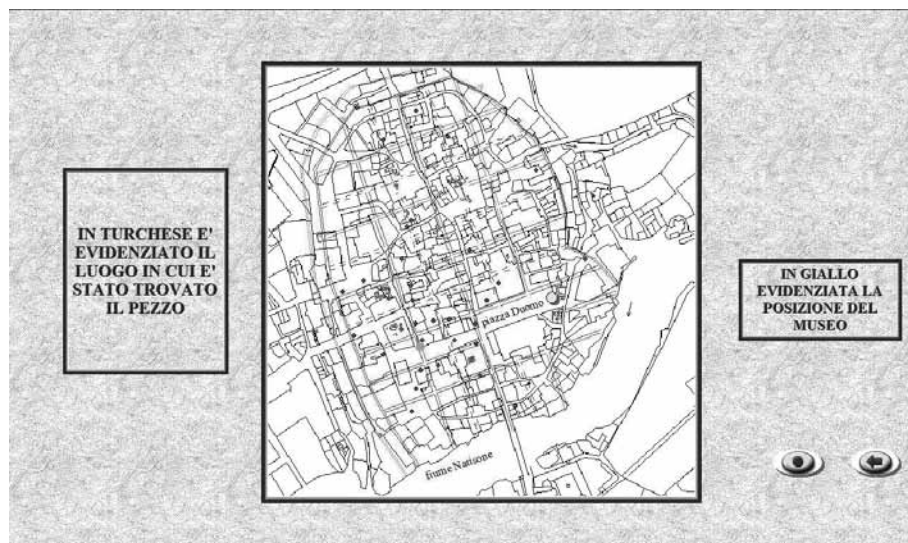 IN TURCHESE E'
EVIDENZIATO IL
LUOGO IN CUI E'
STATO TROVATO
IL PEZZO
piazza Duomo
fiume Natisone
IN GIALLO
EVIDENZIATA LA
POSIZIONE DEL
MUSEO